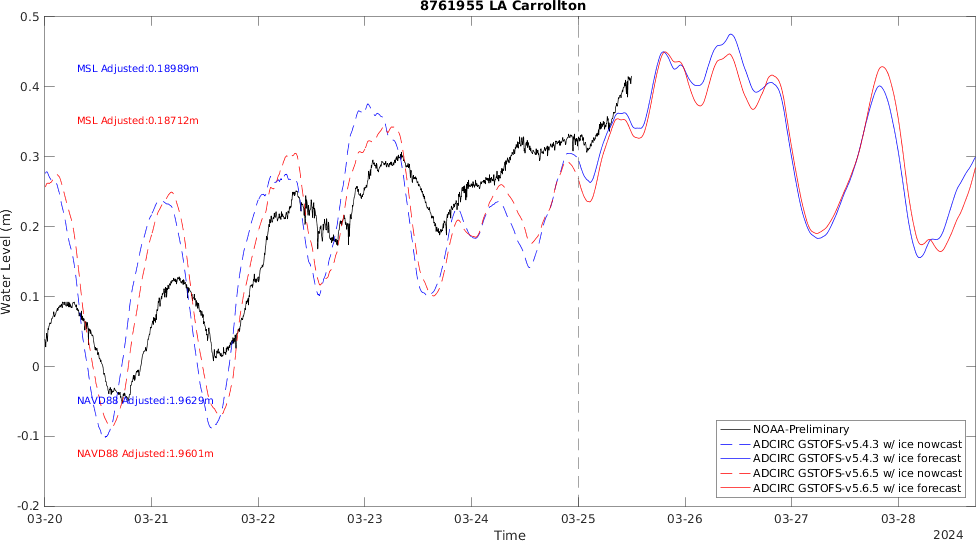 8761955 LA Carrollton
0.5
MSL Adjusted:0.18989m
0.4
MSL Adjusted:0.18712m
0.3
0.2
Water Level (m)
0.1
0
NAVD88 Adjusted:1.9629m
-0.1
NAVD88 Adjusted:1.9601m
-0.2
NOAA-Preliminary
ADCIRC GSTOFS-v5.4.3 w/ ice nowcast
ADCIRC GSTOFS-v5.4.3 w/ ice forecast
ADCIRC GSTOFS-v5.6.5 w/ ice nowcast
ADCIRC GSTOFS-v5.6.5 w/ ice forecast
03-20 03-21 03-22 03-23 03-24 03-25 03-26 03-27 03-28
Time
2024